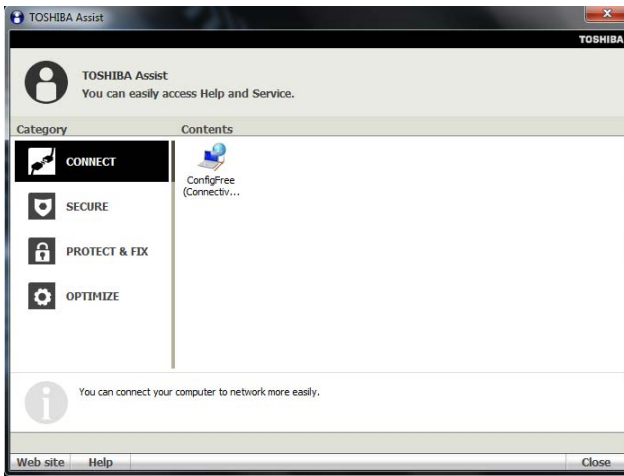 TOSHIBA Assist
TOSHIBA
TOSHIBA Assist
You can easily access Help and Service.
Category
Contents
CONNECT
ConfigFree
(Connectiv...
SECURE
PROTECT & FIX
OPTIMIZE
You can connect your computer to network more easily.
Web site
Help
Close